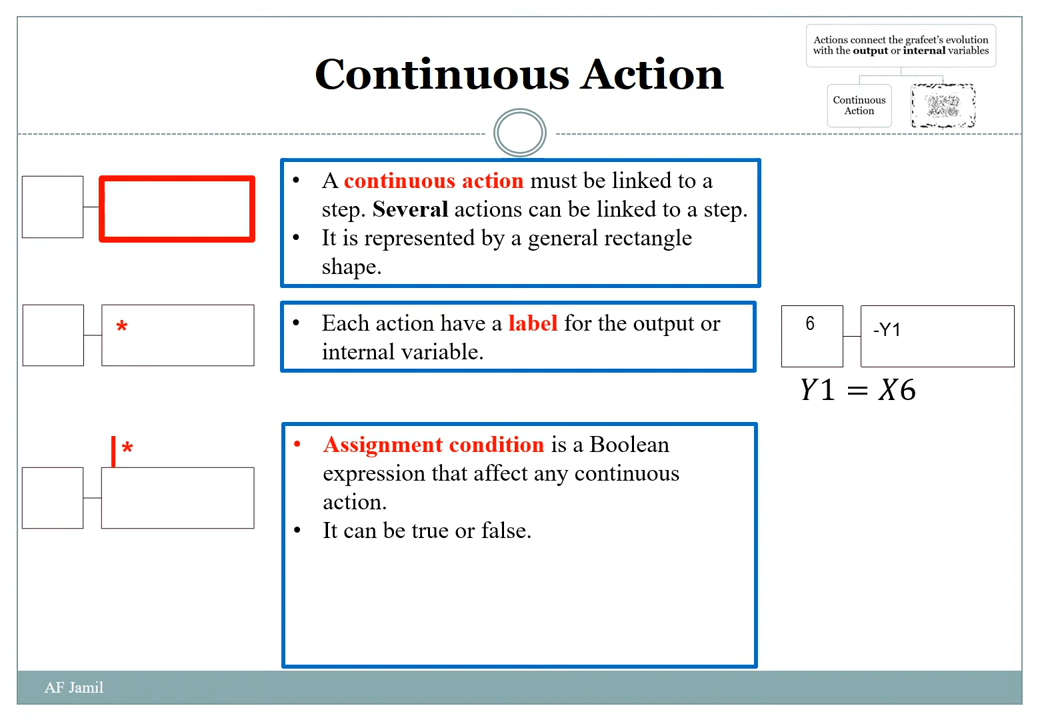 Actions connect the grafcet's evolution
with the output or internal variables
Continuous Action
Continuous
Action
• A continuous action must be linked to a
step. Several actions can be linked to a step.
• It is represented by a general rectangle
shape.
*
• Each action have a label for the output or
internal variable.
6
-Y1
Y1 = X6
*
• Assignment condition is a Boolean
expression that affect any continuous
action.
• It can be true or false.
AF Jamil